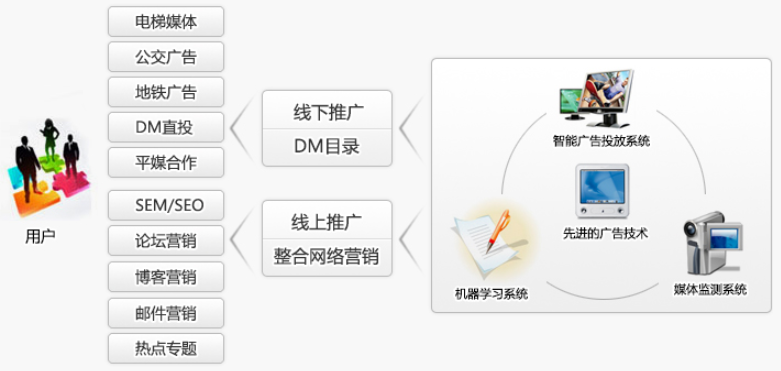 电梯媒体
公交广告
地铁广告
DM直投
平媒合作
SEM/SEO
论坛营销
博客营销
邮件营销
热点专题
用户
线下推广
DM目录
线上推广
整合网络营销
智能广告投放系统
先进的广告技术
机器学习系统
媒体监测系统